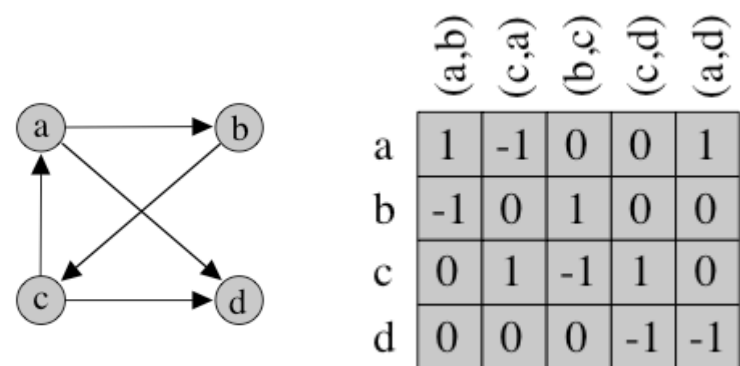 a b
c d
(a,b) (c,a) (b,c) (c,d) (a,d)
a 1 -1 0 0 1
b -1 0 1 0 0
c 0 1 -1 1 0
d 0 0 0 -1 -1